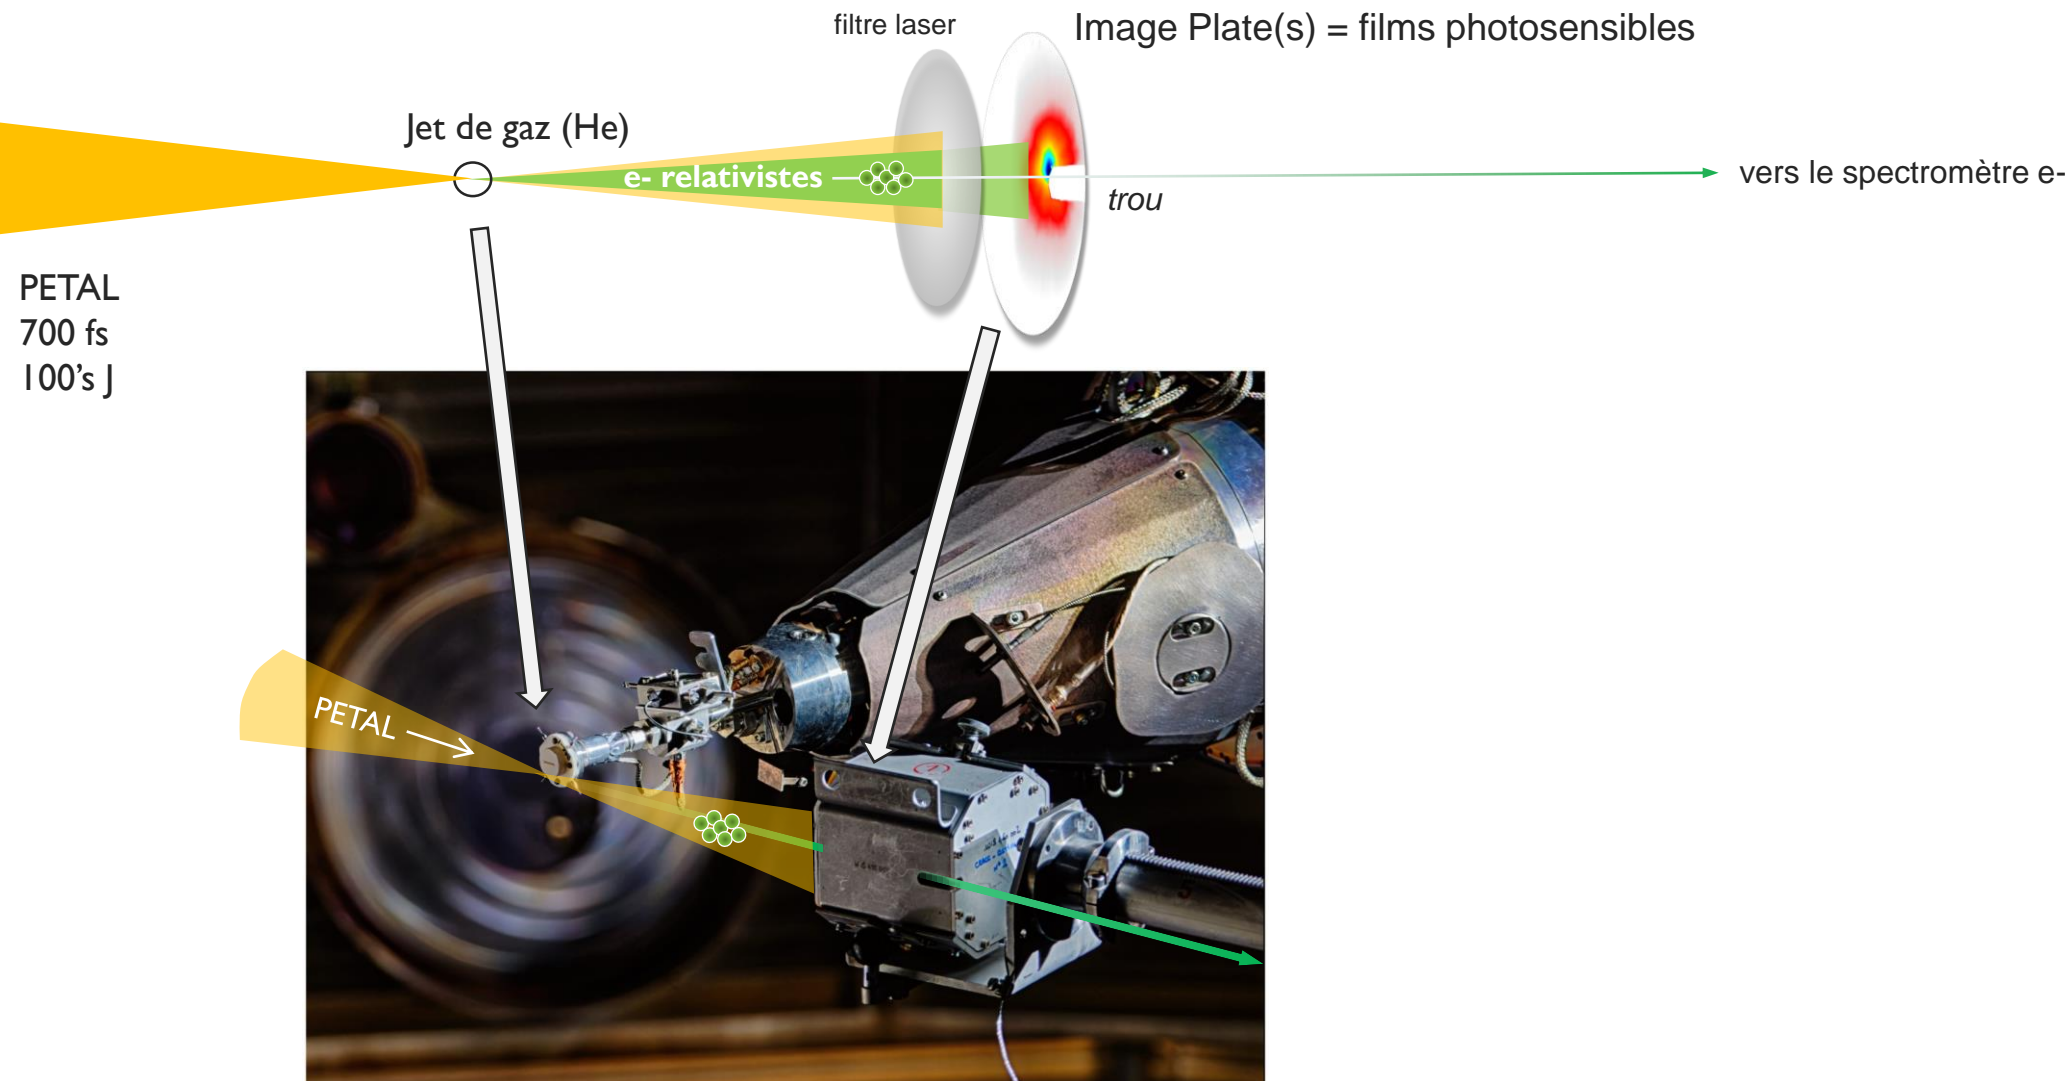 filtre laser
Image Plate(s) = films photosensibles
Jet de gaz (He)
e- relativistes
trou
vers le spectromètre e-
PETAL
700 fs
100's J
PETAL